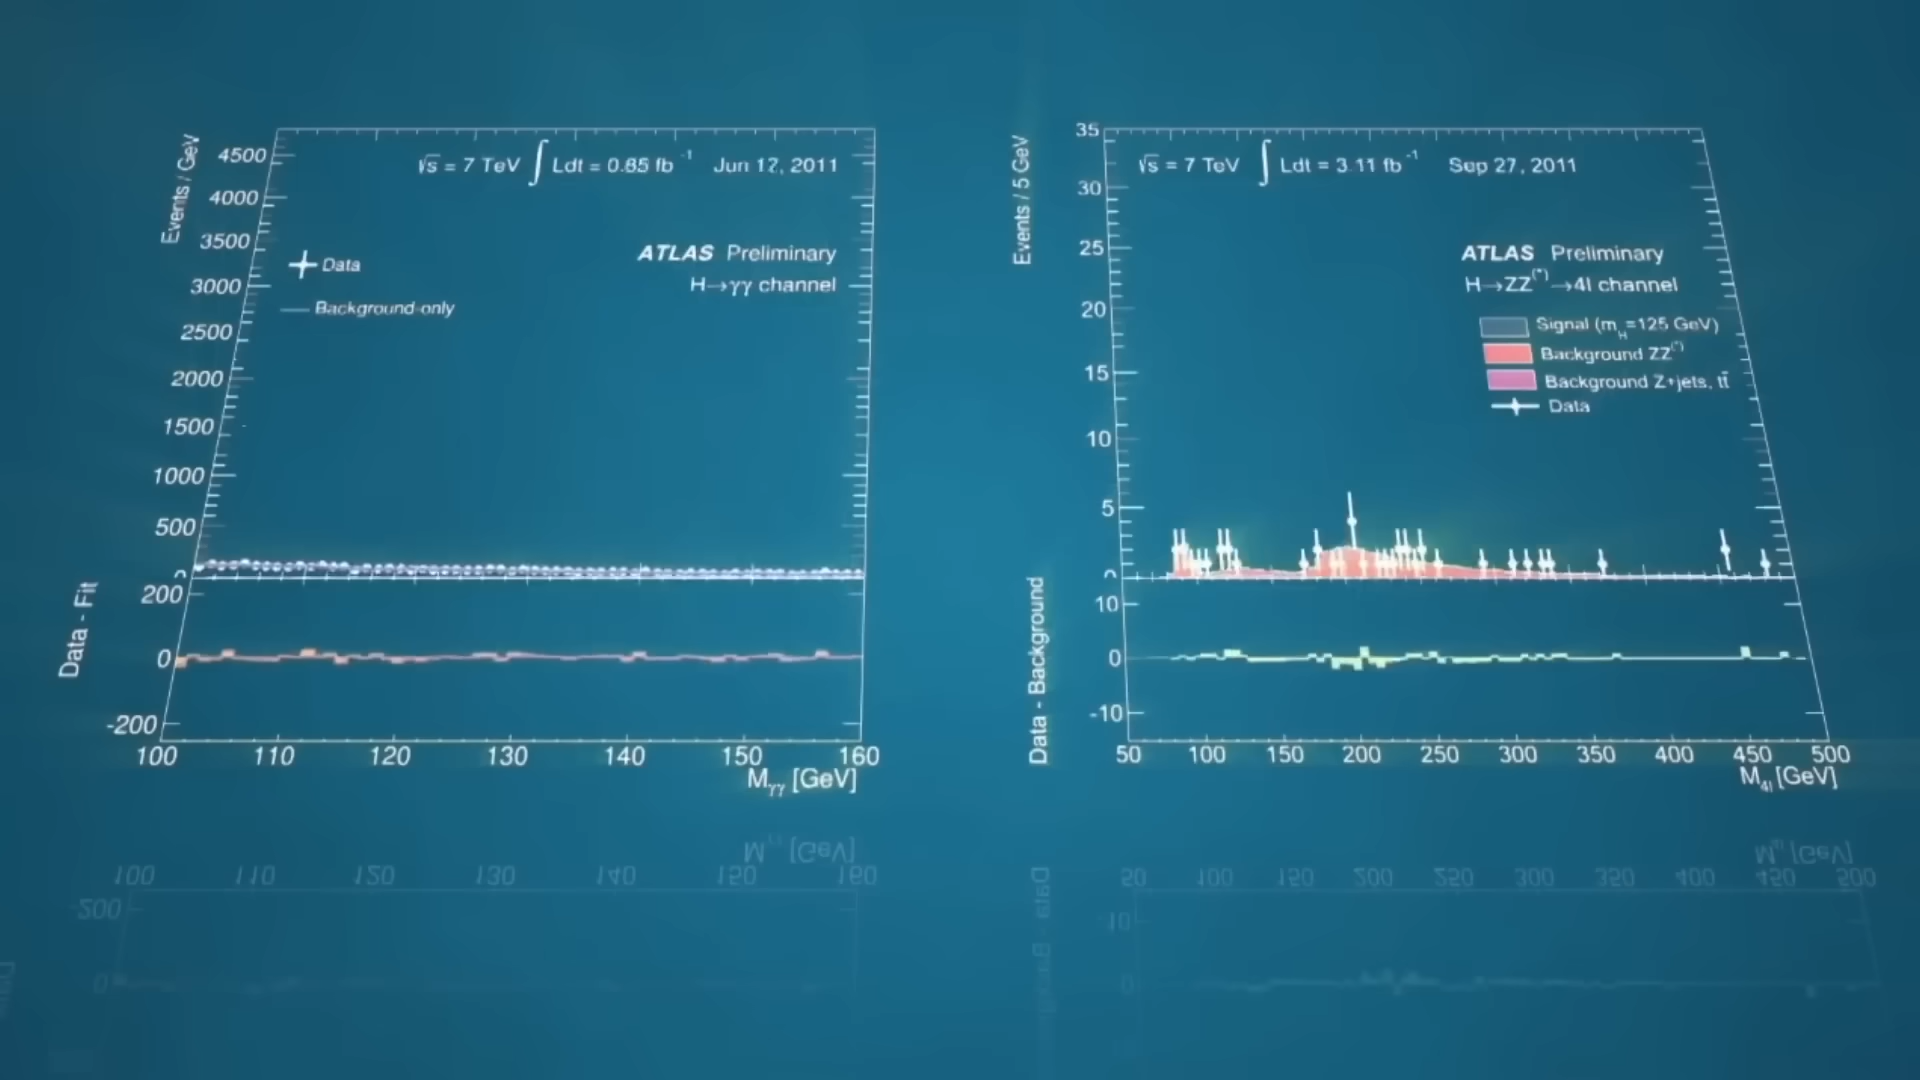 Events / GeV
4500
4000
3500
3000
2500
2000
1500
1000
500
0
√s = 7 TeV ∫ Ldt = 0.65 fb⁻¹ Jun 12, 2011
Data
Background-only
ATLAS Preliminary
H→γγ channel
Data - Fit
200
0
-200
100 110 120 130 140 150 160
Mγγ [GeV]
Events / 5 GeV
35
30
25
20
15
10
5
0
√s = 7 TeV ∫ Ldt = 3.11 fb⁻¹ Sep 27, 2011
ATLAS Preliminary
H→ZZ(*)→4l channel
Signal (mH=125 GeV)
Background ZZ(*)
Background Z+jets, tt̄
Data
Data - Background
10
0
-10
50 100 150 200 250 300 350 400 450 500
M4l [GeV]